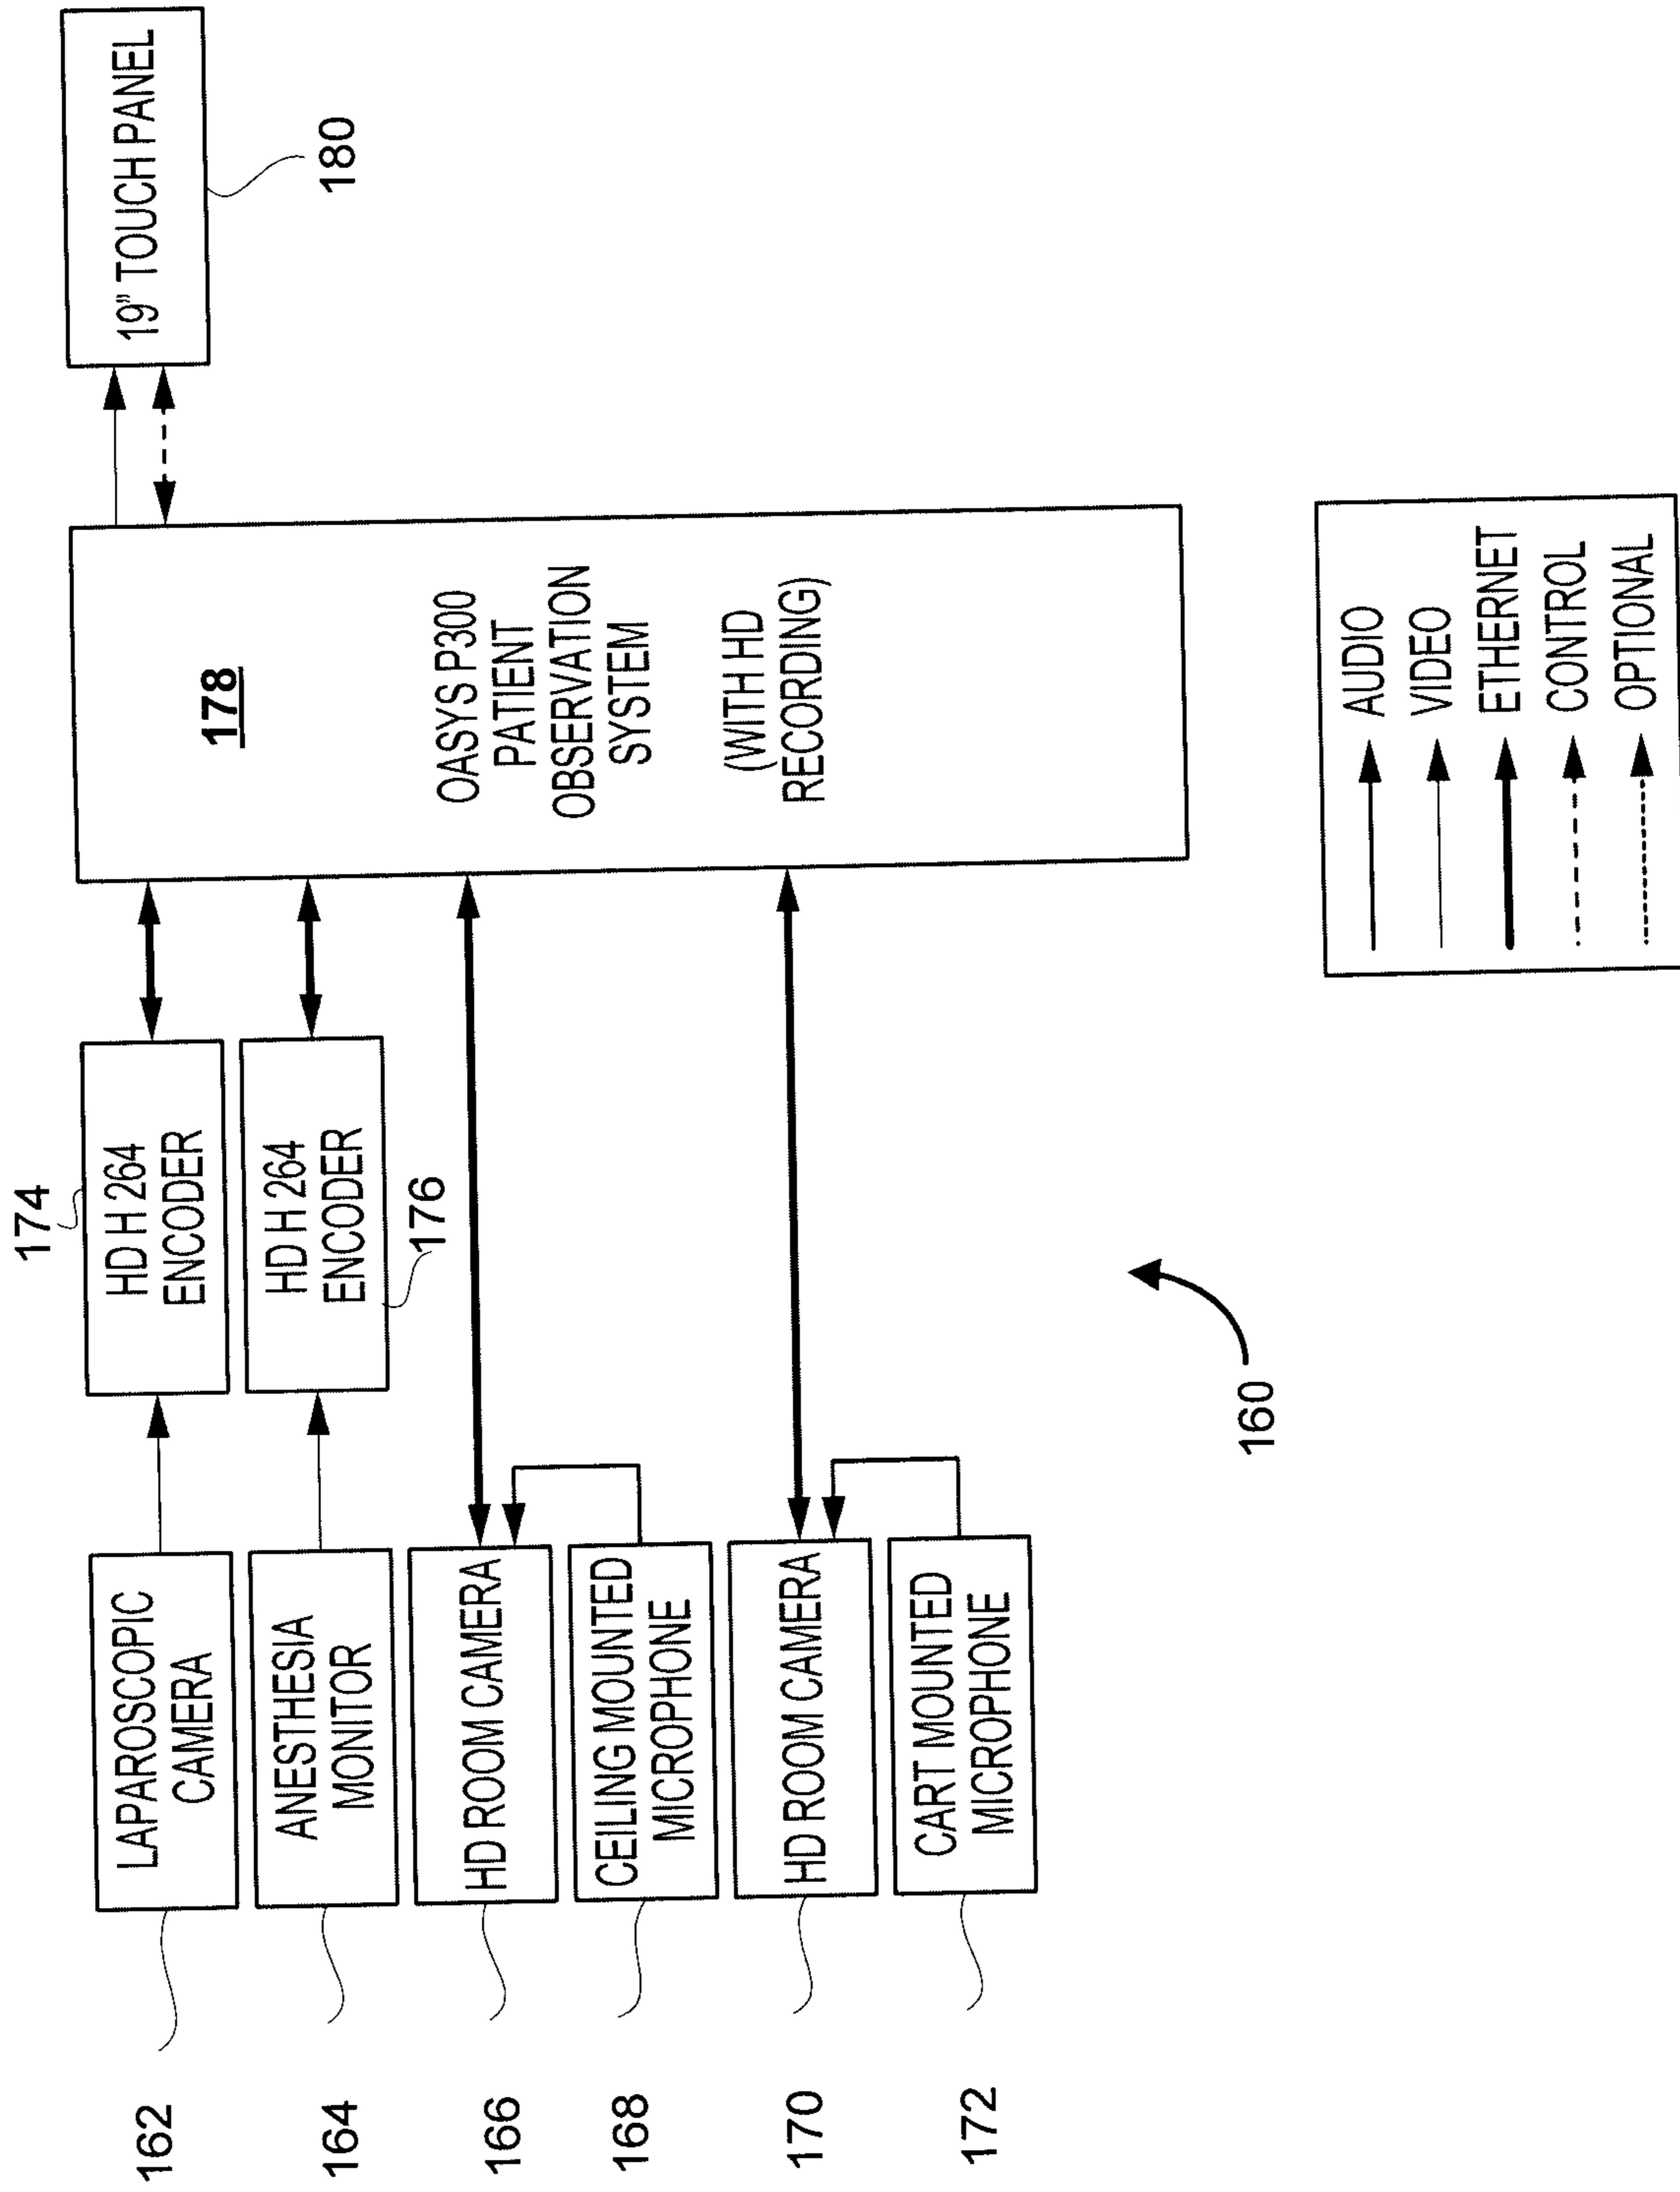 162
LAPAROSCOPIC
CAMERA
164
ANESTHESIA
MONITOR
166
HD ROOM CAMERA
168
CEILING MOUNTED
MICROPHONE
170
HD ROOM CAMERA
172
CART MOUNTED
MICROPHONE
174
HD H 264
ENCODER
HD H 264
ENCODER
176
178
OASYS P300
PATIENT
OBSERVATION
SYSTEM
(WITH HD
RECORDING)
19" TOUCH PANEL
180
160
AUDIO
VIDEO
ETHERNET
CONTROL
OPTIONAL